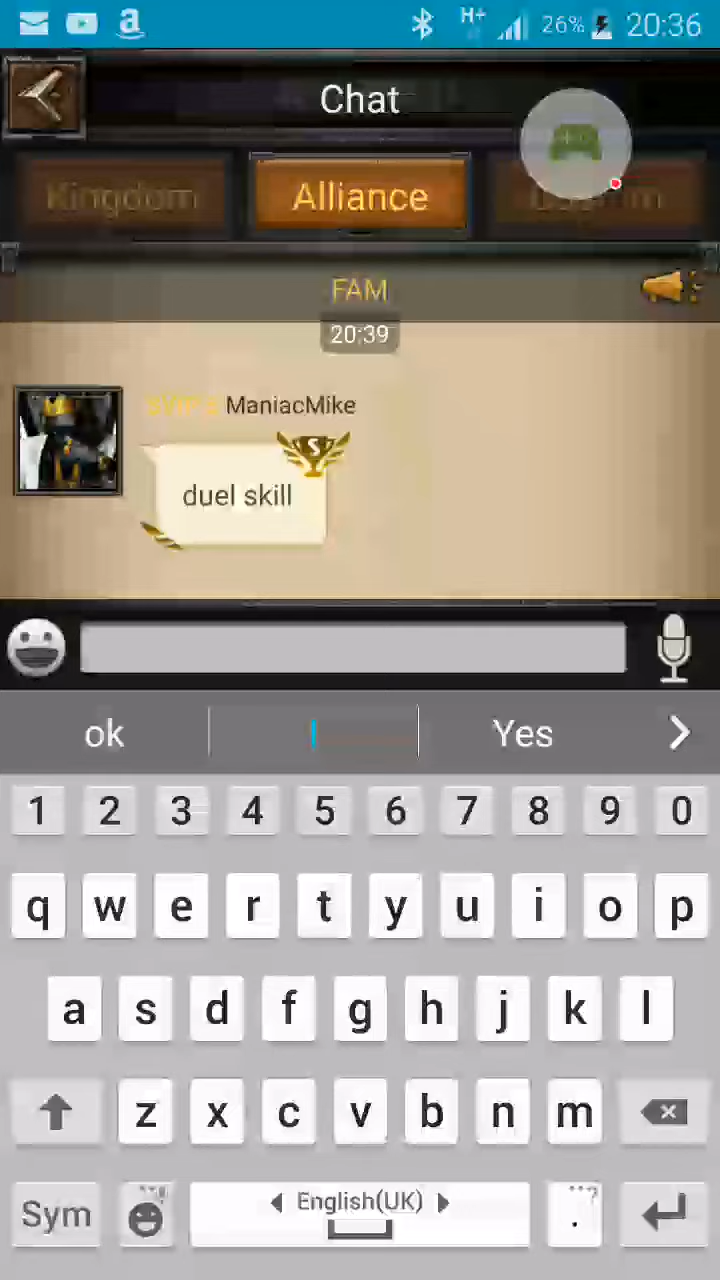 H+ 26% 20:36
Chat
Kingdom Alliance
FAM
20:39
ManiacMike
S
duel skill
ok Yes
1 2 3 4 5 6 7 8 9 0
q w e r t y u i o p
a s d f g h j k l
z x c v b n m
Sym English(UK) .